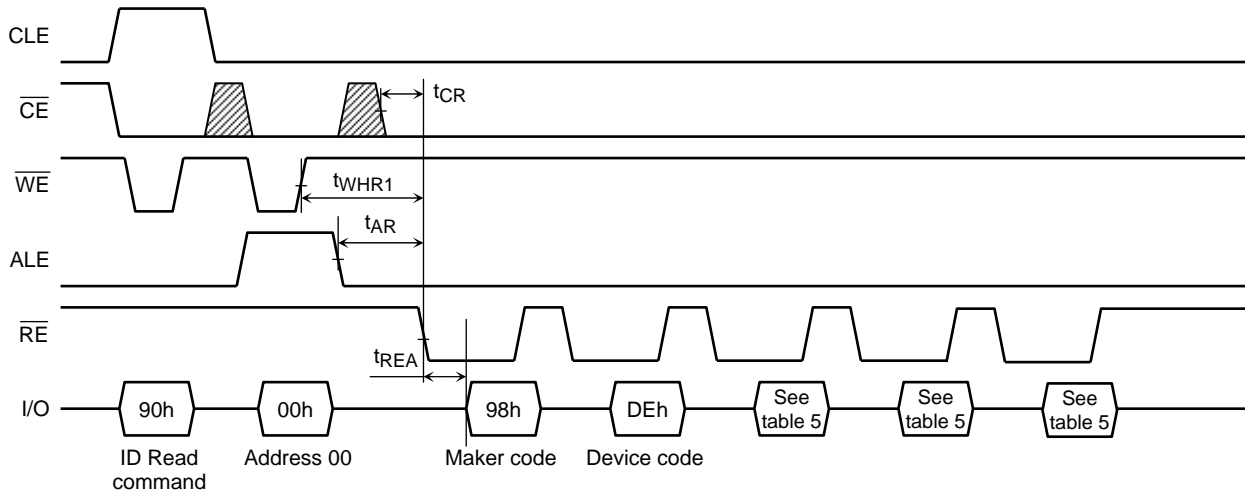 CLE
CE
tCR
WE
tWHR1
tAR
ALE
RE
tREA
I/O
90h
00h
98h
DEh
See
table 5
See
table 5
See
table 5
ID Read
command
Address 00
Maker code
Device code